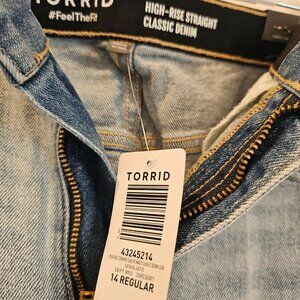 TORRID
#FeelTheFit
HIGH-RISE STRAIGHT
CLASSIC DENIM
TORRID
43245214
14 REGULAR